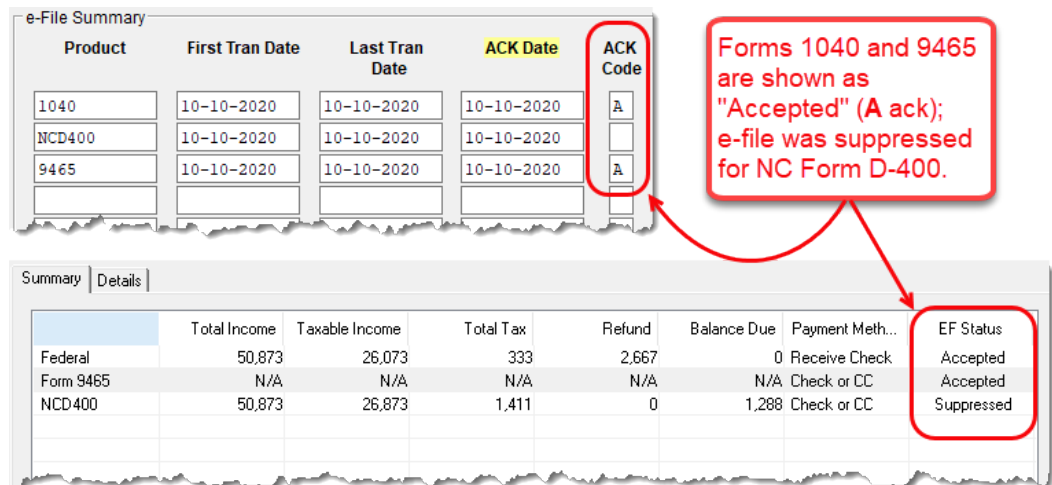 e-File Summary
Product First Tran Date Last Tran Date ACK Date ACK Code
1040 10-10-2020 10-10-2020 10-10-2020 A
NCD400 10-10-2020 10-10-2020 10-10-2020
9465 10-10-2020 10-10-2020 10-10-2020 A
Forms 1040 and 9465
are shown as
"Accepted" (A ack);
e-file was suppressed
for NC Form D-400.
Summary Details
Total Income Taxable Income Total Tax Refund Balance Due Payment Meth... EF Status
Federal 50,873 26,073 333 2,667 0 Receive Check Accepted
Form 9465 N/A N/A N/A N/A N/A Check or CC Accepted
NCD400 50,873 26,873 1,411 0 1,288 Check or CC Suppressed